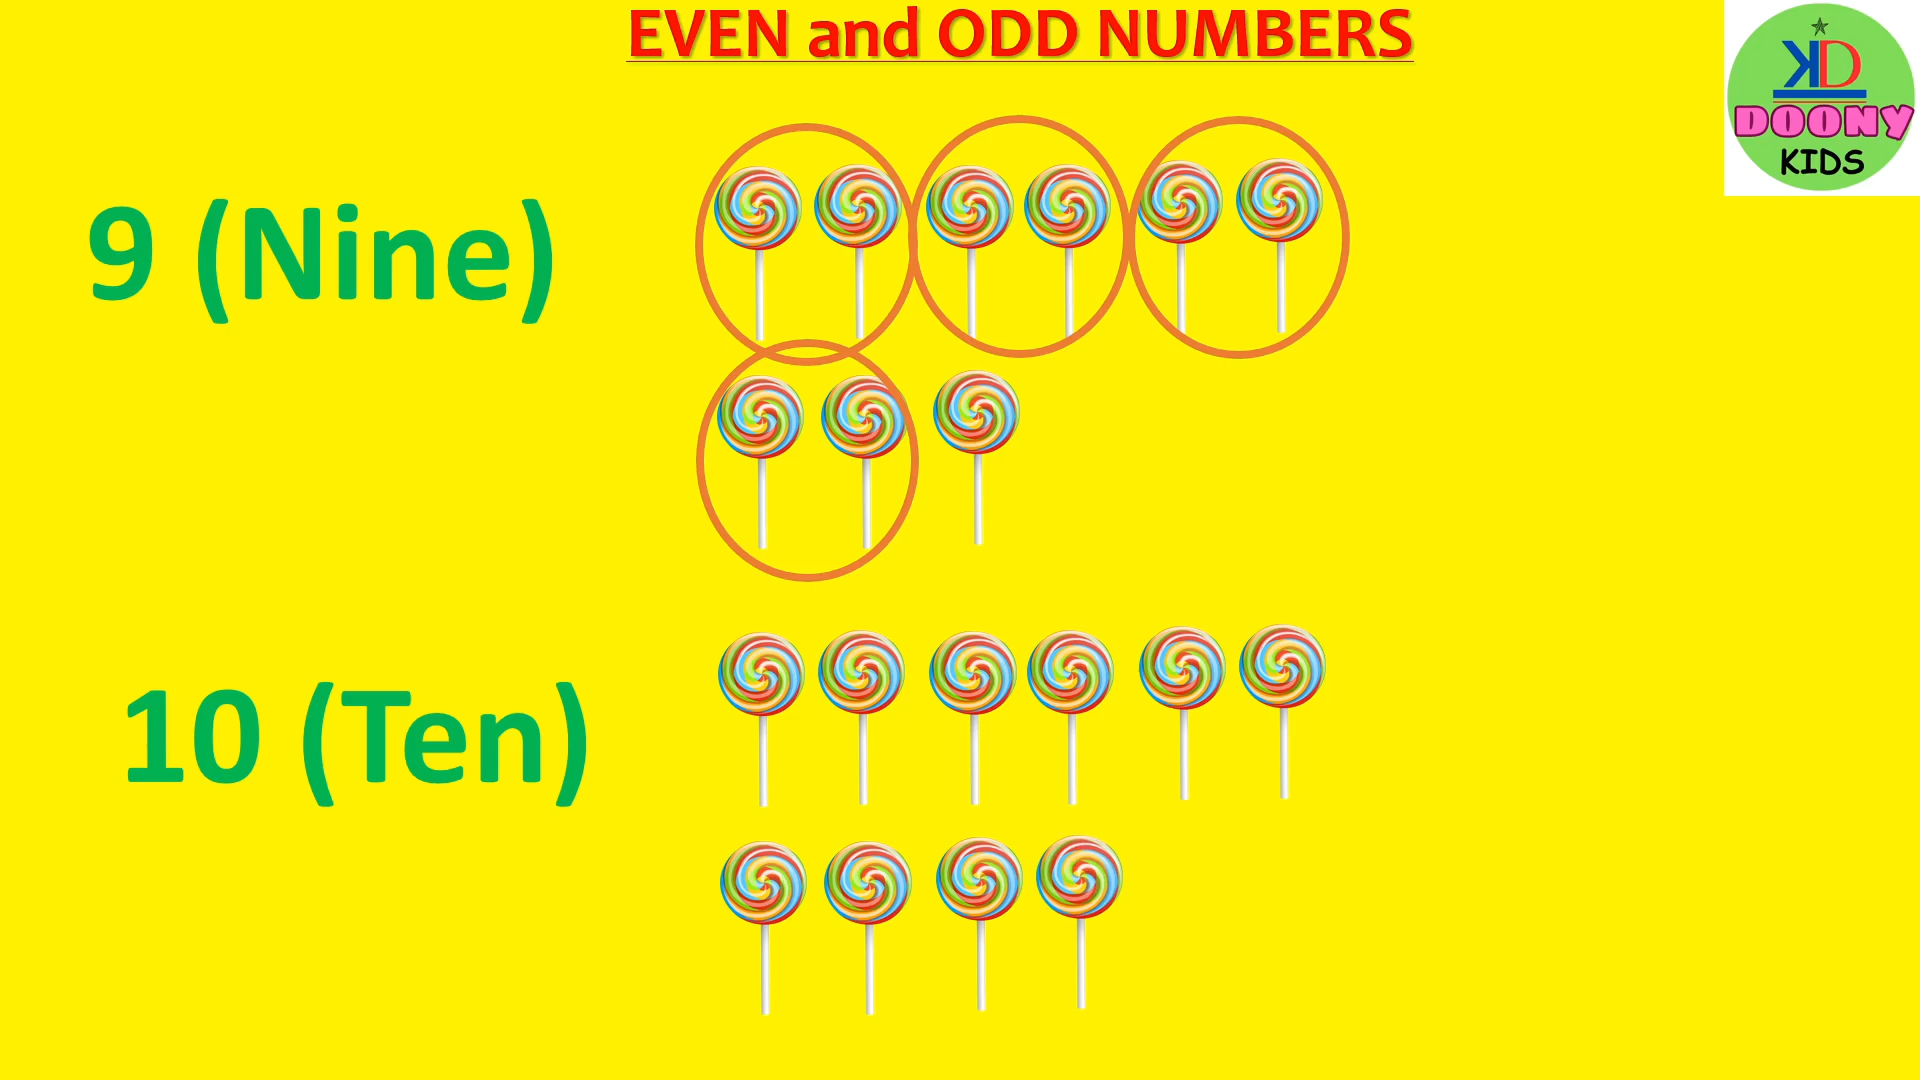 EVEN and ODD NUMBERS
KD
DOONY
KIDS
9 (Nine)
10 (Ten)